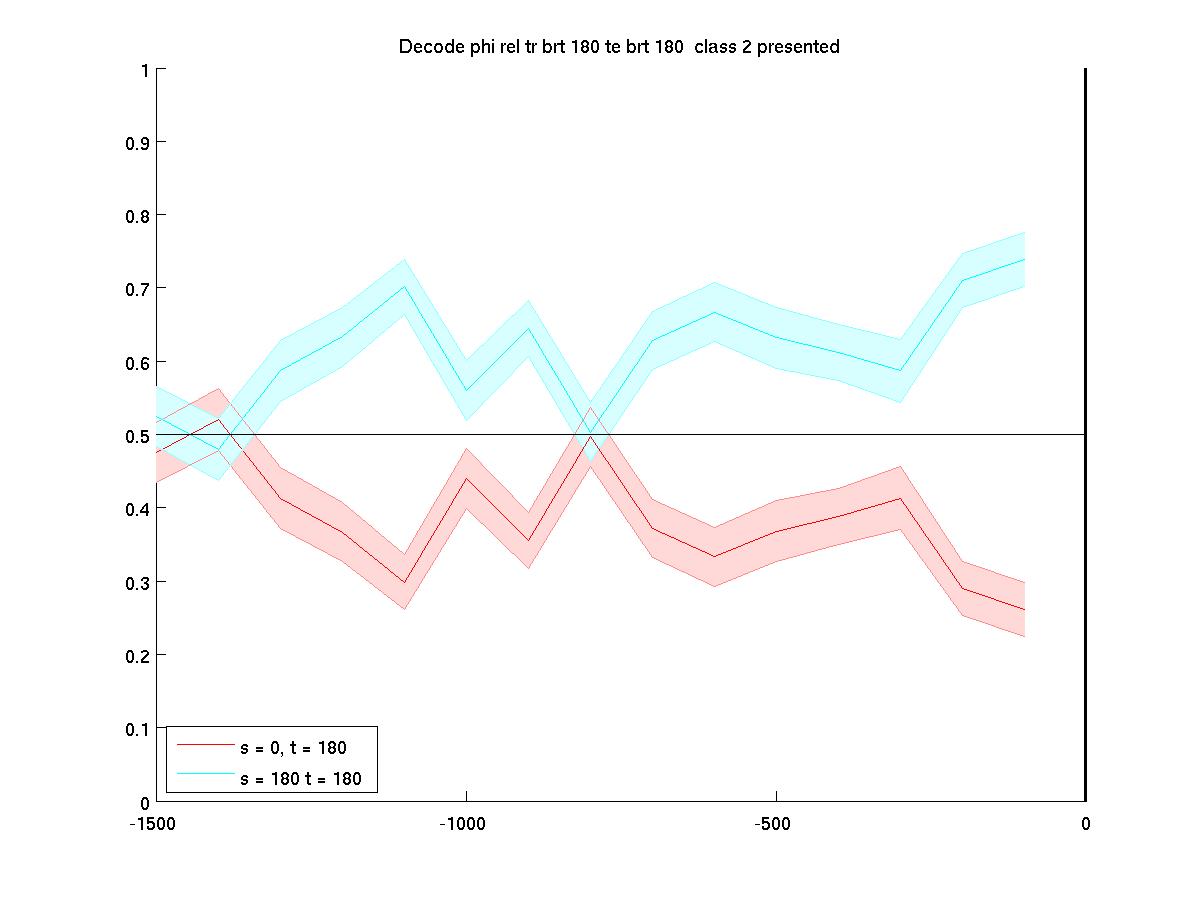 Decode phi rel tr brt 180 te brt 180  class 2 presented
1
0.9
0.8
0.7
0.6
0.5
0.4
0.3
0.2
0.1
0
s = 0, t = 180
s = 180 t = 180
-1500 -1000 -500 0